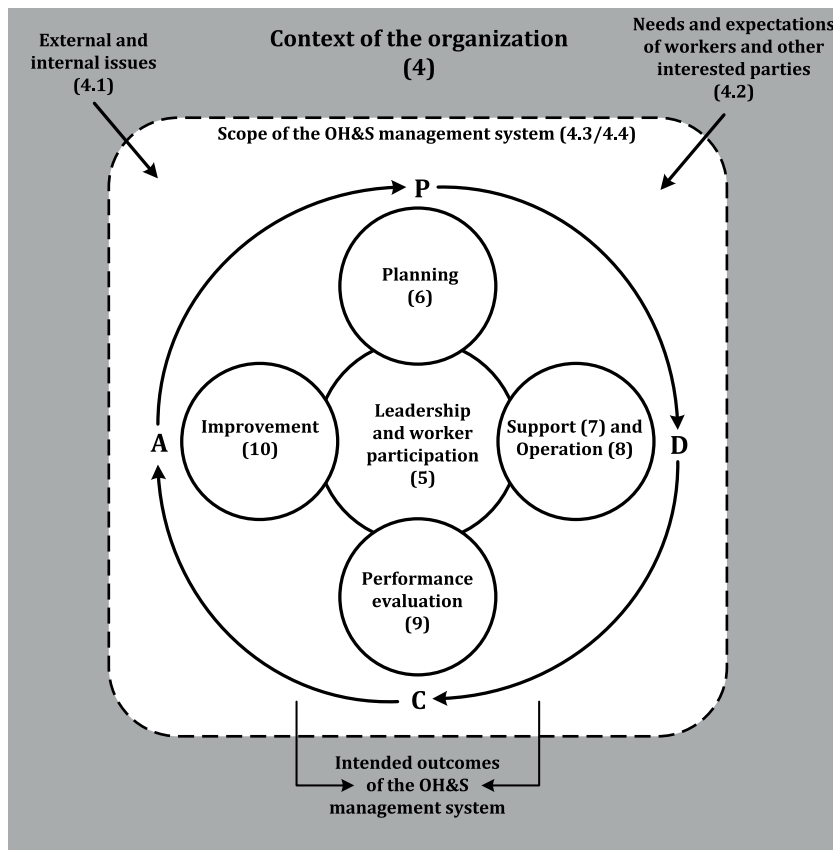 External and
internal issues
(4.1)
Context of the organization
(4)
Needs and expectations
of workers and other
interested parties
(4.2)
Scope of the OH&S management system (4.3/4.4)
P
Planning
(6)
A
Improvement
(10)
Leadership
and worker
participation
(5)
Support (7) and
Operation (8)
D
Performance
evaluation
(9)
C
Intended outcomes
of the OH&S
management system